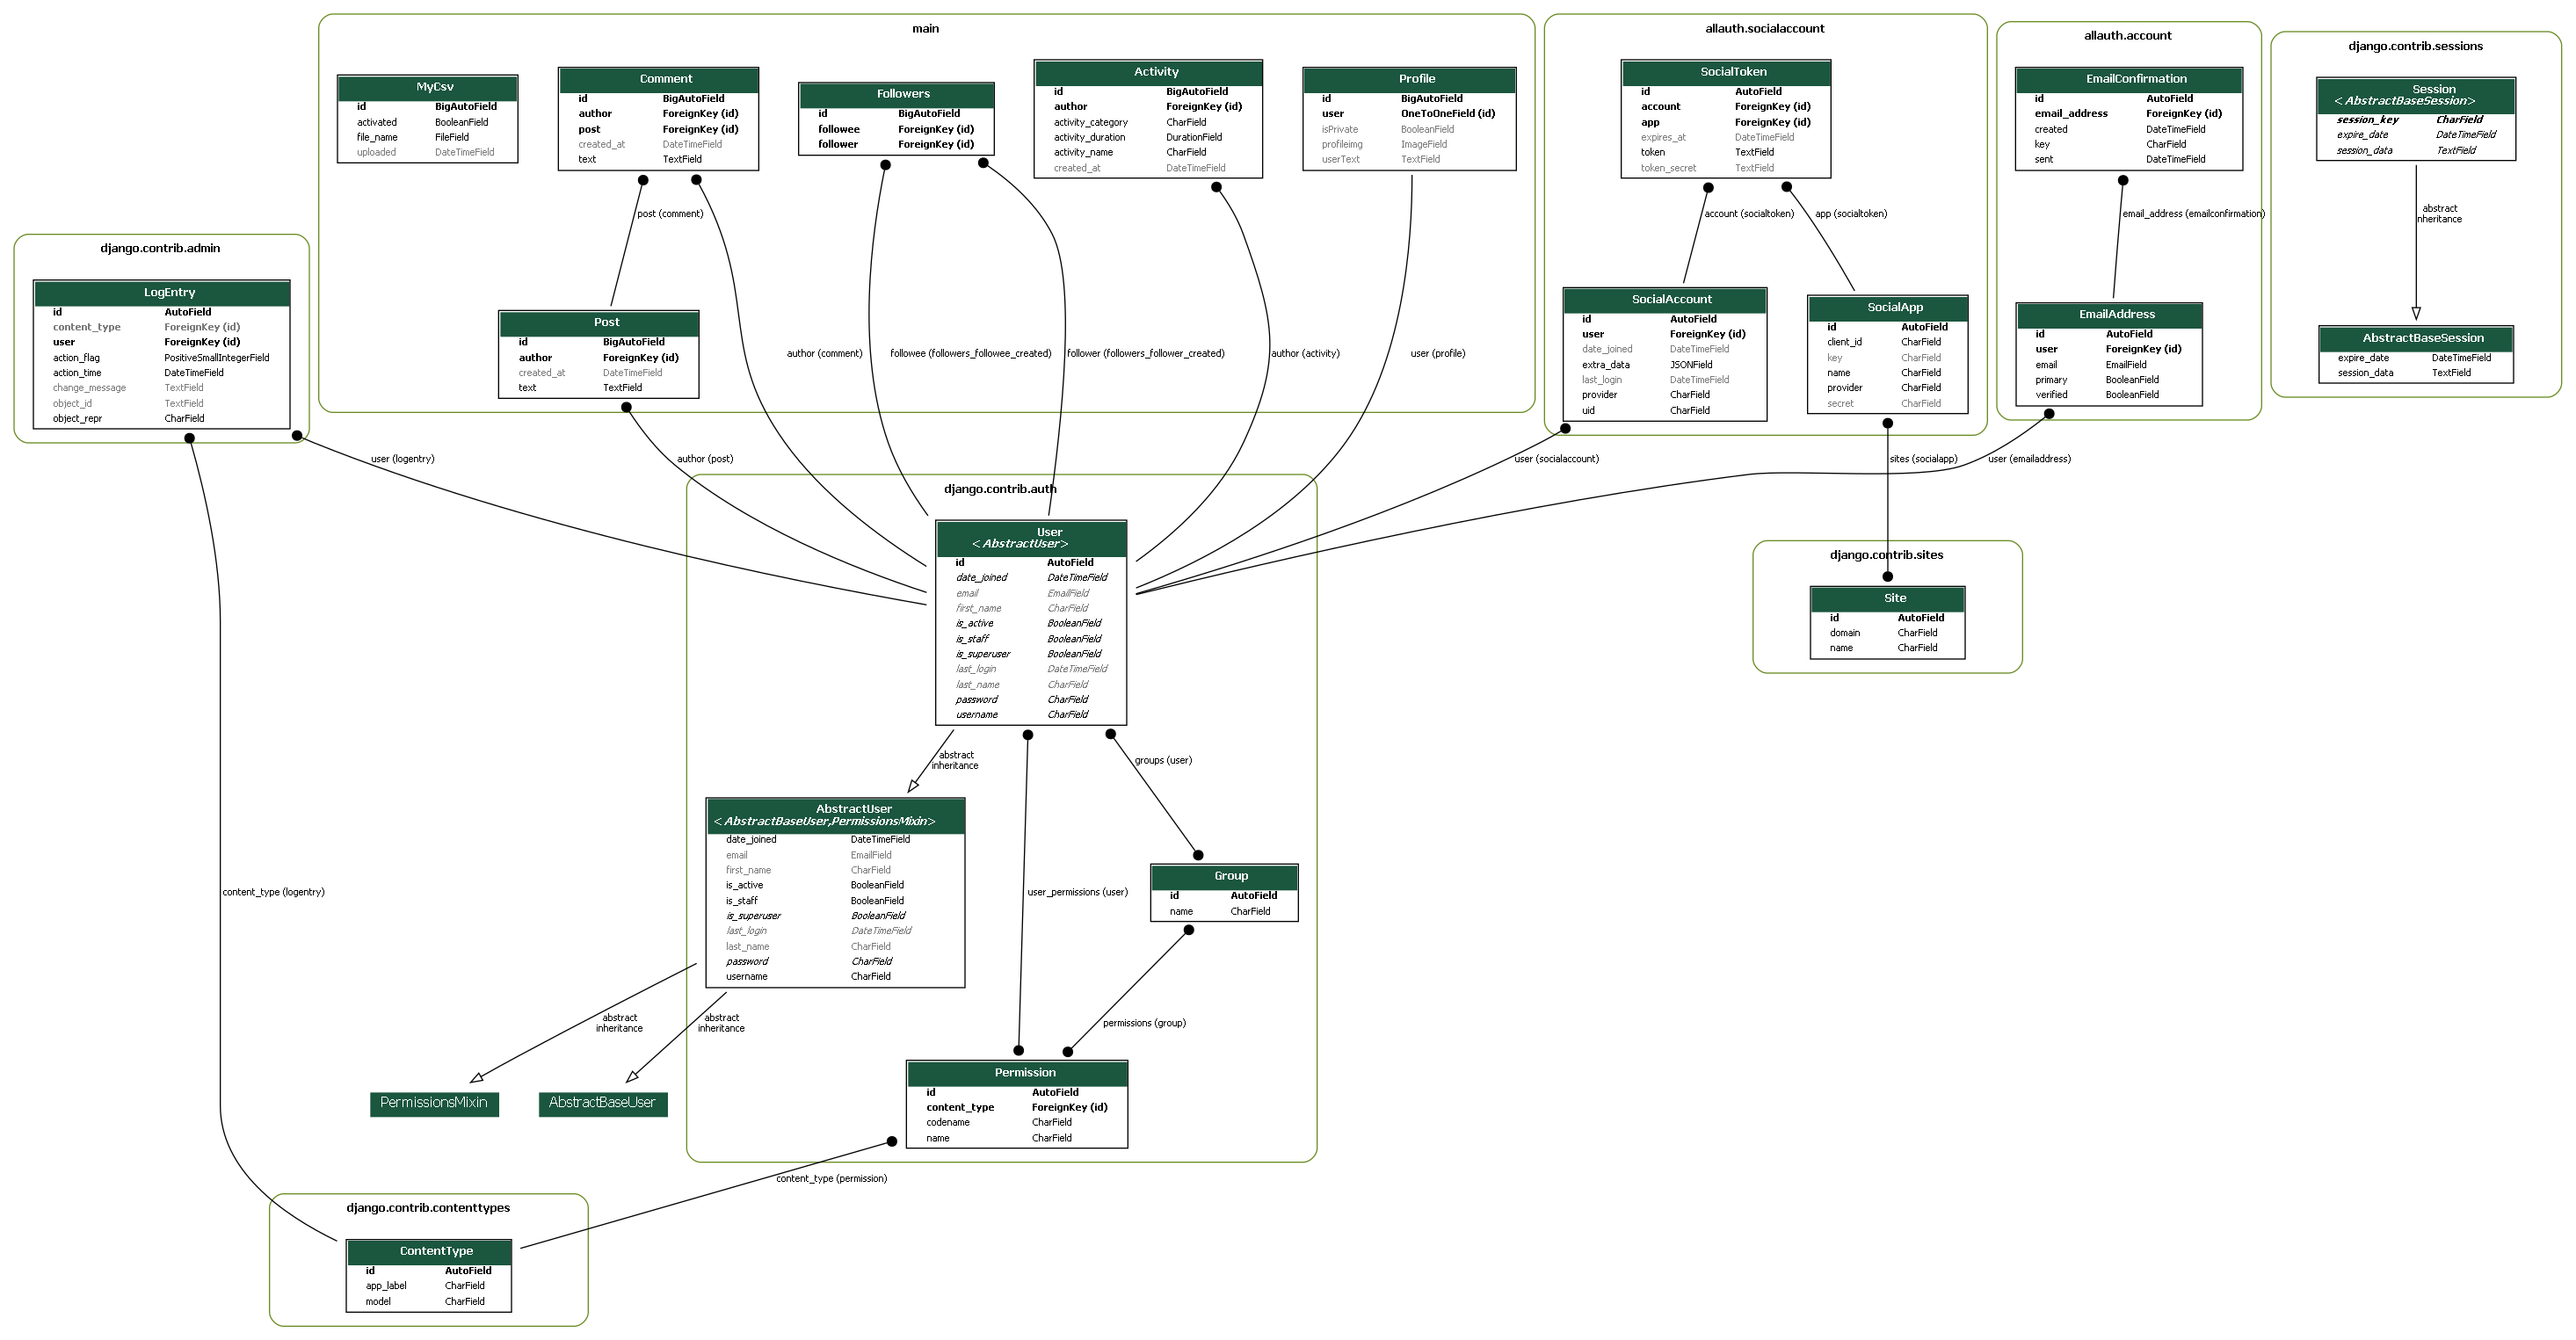 main
MyCsv
id BigAutoField
activated BooleanField
file_name FileField
uploaded DateTimeField
Comment
id BigAutoField
author ForeignKey (id)
post ForeignKey (id)
created_at DateTimeField
text TextField
Followers
id BigAutoField
followee ForeignKey (id)
follower ForeignKey (id)
Activity
id BigAutoField
author ForeignKey (id)
activity_category CharField
activity_duration DurationField
activity_name CharField
created_at DateTimeField
Profile
id BigAutoField
user OneToOneField (id)
isPrivate BooleanField
profileimg ImageField
userText TextField
post (comment)
Post
id BigAutoField
author ForeignKey (id)
created_at DateTimeField
text TextField
author (comment)
followee (followers_followee_created)
follower (followers_follower_created)
author (activity)
user (profile)
allauth.socialaccount
SocialToken
id AutoField
account ForeignKey (id)
app ForeignKey (id)
expires_at DateTimeField
token TextField
token_secret TextField
account (socialtoken)
app (socialtoken)
SocialAccount
id AutoField
user ForeignKey (id)
date_joined DateTimeField
extra_data JSONField
last_login DateTimeField
provider CharField
uid CharField
SocialApp
id AutoField
client_id CharField
key CharField
name CharField
provider CharField
secret CharField
allauth.account
EmailConfirmation
id AutoField
email_address ForeignKey (id)
created DateTimeField
key CharField
sent DateTimeField
email_address (emailconfirmation)
EmailAddress
id AutoField
user ForeignKey (id)
email EmailField
primary BooleanField
verified BooleanField
django.contrib.sessions
Session
<AbstractBaseSession>
session_key CharField
expire_date DateTimeField
session_data TextField
abstract
inheritance
AbstractBaseSession
expire_date DateTimeField
session_data TextField
django.contrib.admin
LogEntry
id AutoField
content_type ForeignKey (id)
user ForeignKey (id)
action_flag PositiveSmallIntegerField
action_time DateTimeField
change_message TextField
object_id TextField
object_repr CharField
user (logentry)
author (post)
user (socialaccount)
sites (socialapp)
user (emailaddress)
django.contrib.auth
User
<AbstractUser>
id AutoField
date_joined DateTimeField
email EmailField
first_name CharField
is_active BooleanField
is_staff BooleanField
is_superuser BooleanField
last_login DateTimeField
last_name CharField
password CharField
username CharField
django.contrib.sites
Site
id AutoField
domain CharField
name CharField
abstract
inheritance
groups (user)
AbstractUser
<AbstractBaseUser,PermissionsMixin>
date_joined DateTimeField
email EmailField
first_name CharField
is_active BooleanField
is_staff BooleanField
is_superuser BooleanField
last_login DateTimeField
last_name CharField
password CharField
username CharField
content_type (logentry)
user_permissions (user)
Group
id AutoField
name CharField
abstract
inheritance
abstract
inheritance
permissions (group)
PermissionsMixin
AbstractBaseUser
Permission
id AutoField
content_type ForeignKey (id)
codename CharField
name CharField
content_type (permission)
django.contrib.contenttypes
ContentType
id AutoField
app_label CharField
model CharField